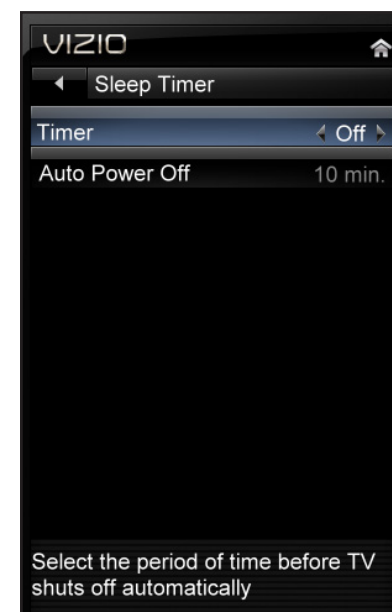 VIZIO
Sleep Timer
Timer Off
Auto Power Off 10 min.
Select the period of time before TV
shuts off automatically